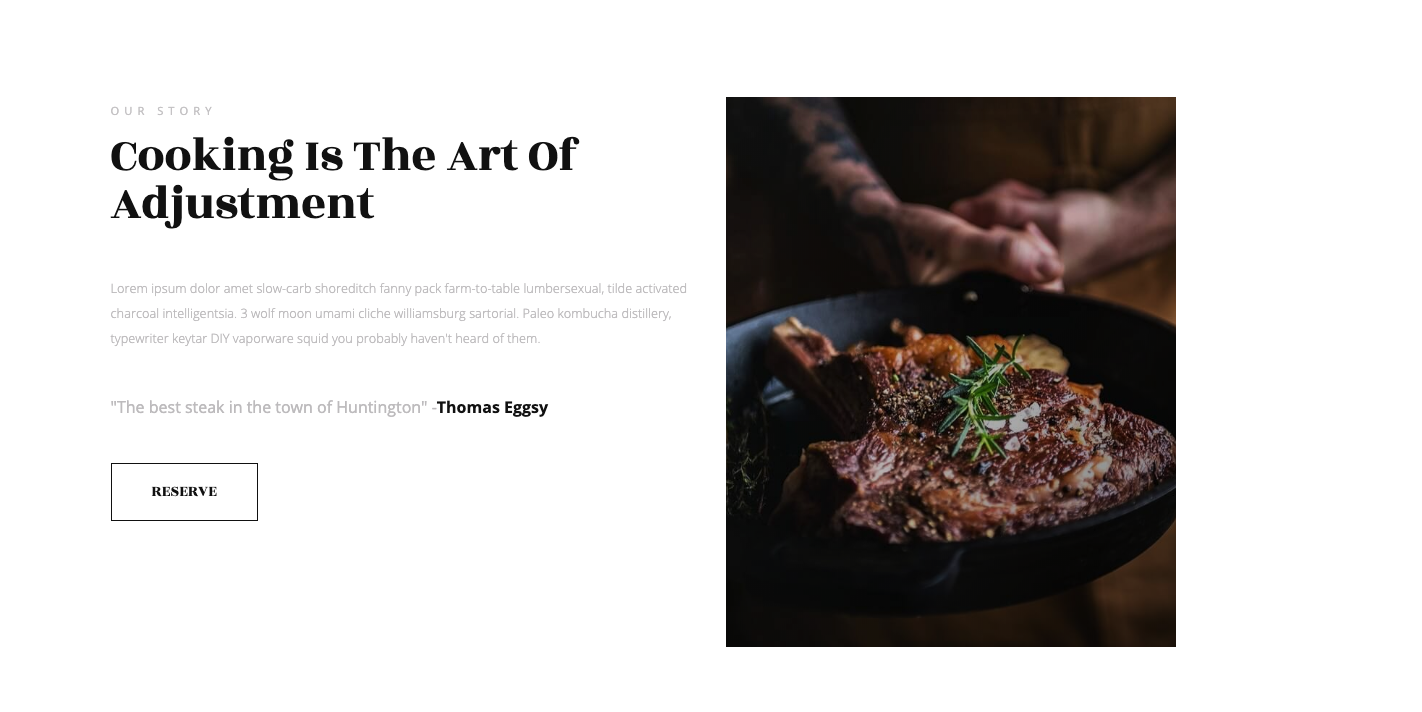 OUR STORY
Cooking Is The Art Of
Adjustment
Lorem ipsum dolor amet slow-carb shoreditch fanny pack farm-to-table lumbersexual, tilde activated
charcoal intelligentsia. 3 wolf moon umami cliche williamsburg sartorial. Paleo kombucha distillery,
typewriter keytar DIY vaporware squid you probably haven't heard of them.
"The best steak in the town of Huntington" -Thomas Eggsy
RESERVE